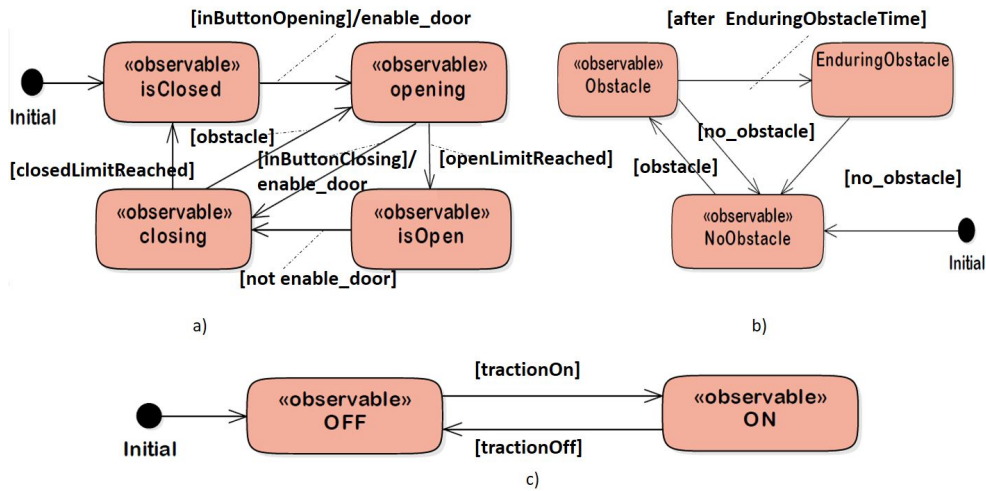 [inButtonOpening]/enable_door
«observable»
isClosed
«observable»
opening
Initial
[obstacle]
[closedLimitReached]
[InButtonClosing]/
enable_door
[openLimitReached]
«observable»
closing
«observable»
isOpen
[not enable_door]
a)
[after EnduringObstacleTime]
«observable»
Obstacle
EnduringObstacle
[no_obstacle]
[obstacle]
[no_obstacle]
«observable»
NoObstacle
Initial
b)
[tractionOn]
«observable»
OFF
«observable»
ON
Initial
[tractionOff]
c)